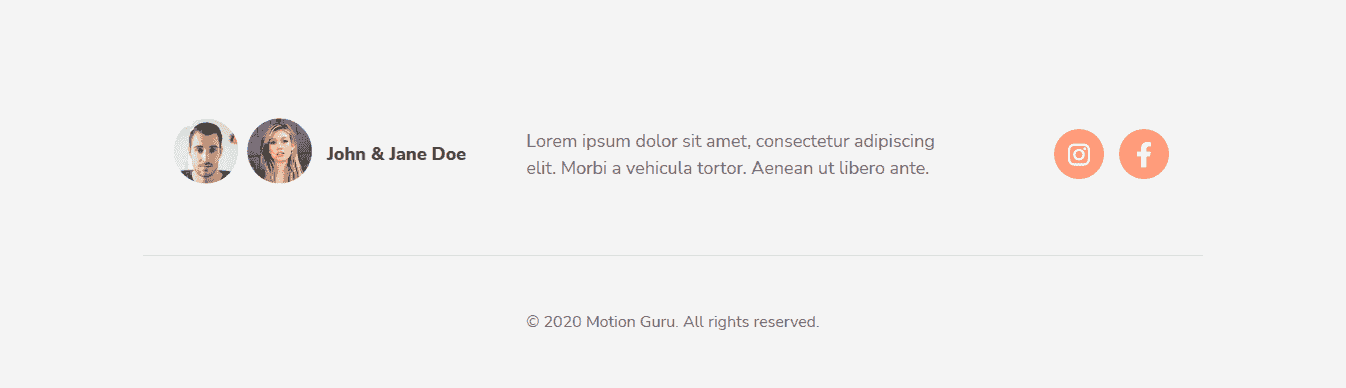 John & Jane Doe
Lorem ipsum dolor sit amet, consectetur adipiscing
elit. Morbi a vehicula tortor. Aenean ut libero ante.
© 2020 Motion Guru. All rights reserved.